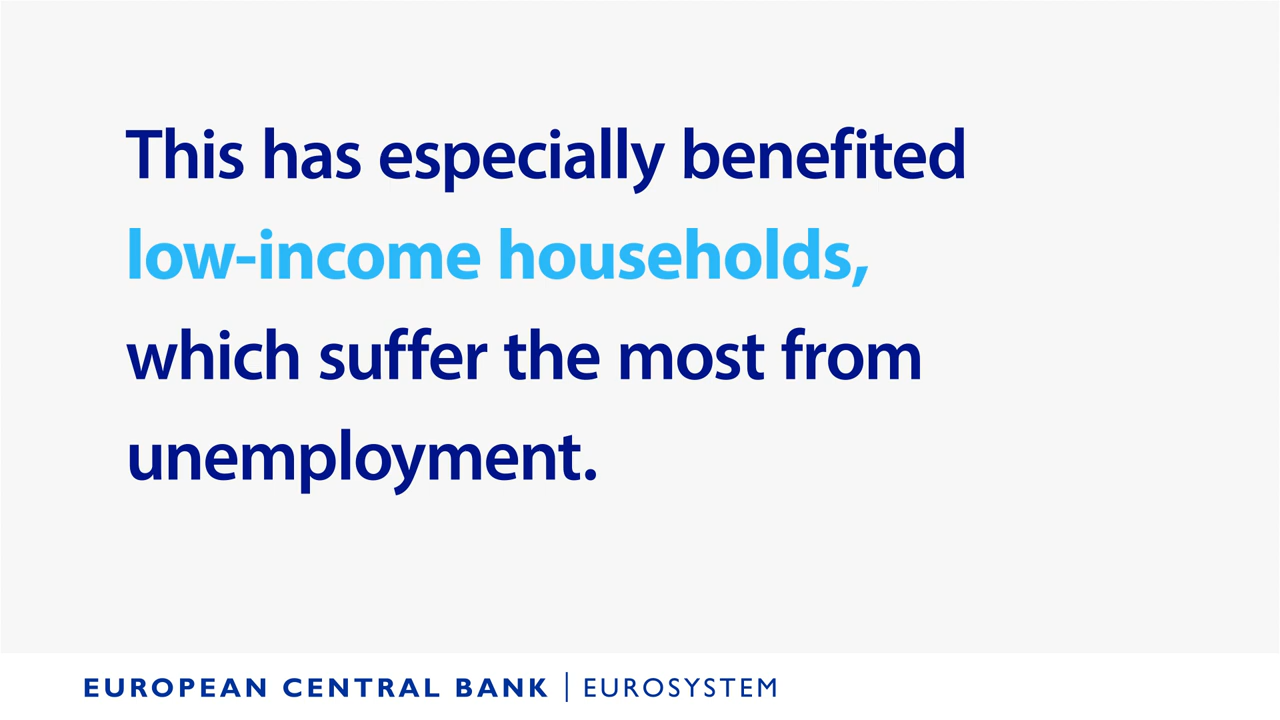 This has especially benefited
low-income households,
which suffer the most from
unemployment.
EUROPEAN CENTRAL BANK | EUROSYSTEM